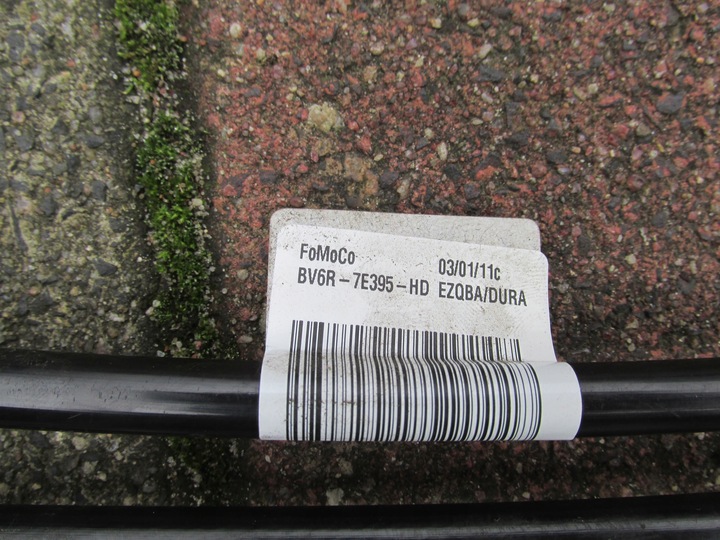 FoMoCo 03/01/11c
BV6R-7E395-HD EZQBA/DURA